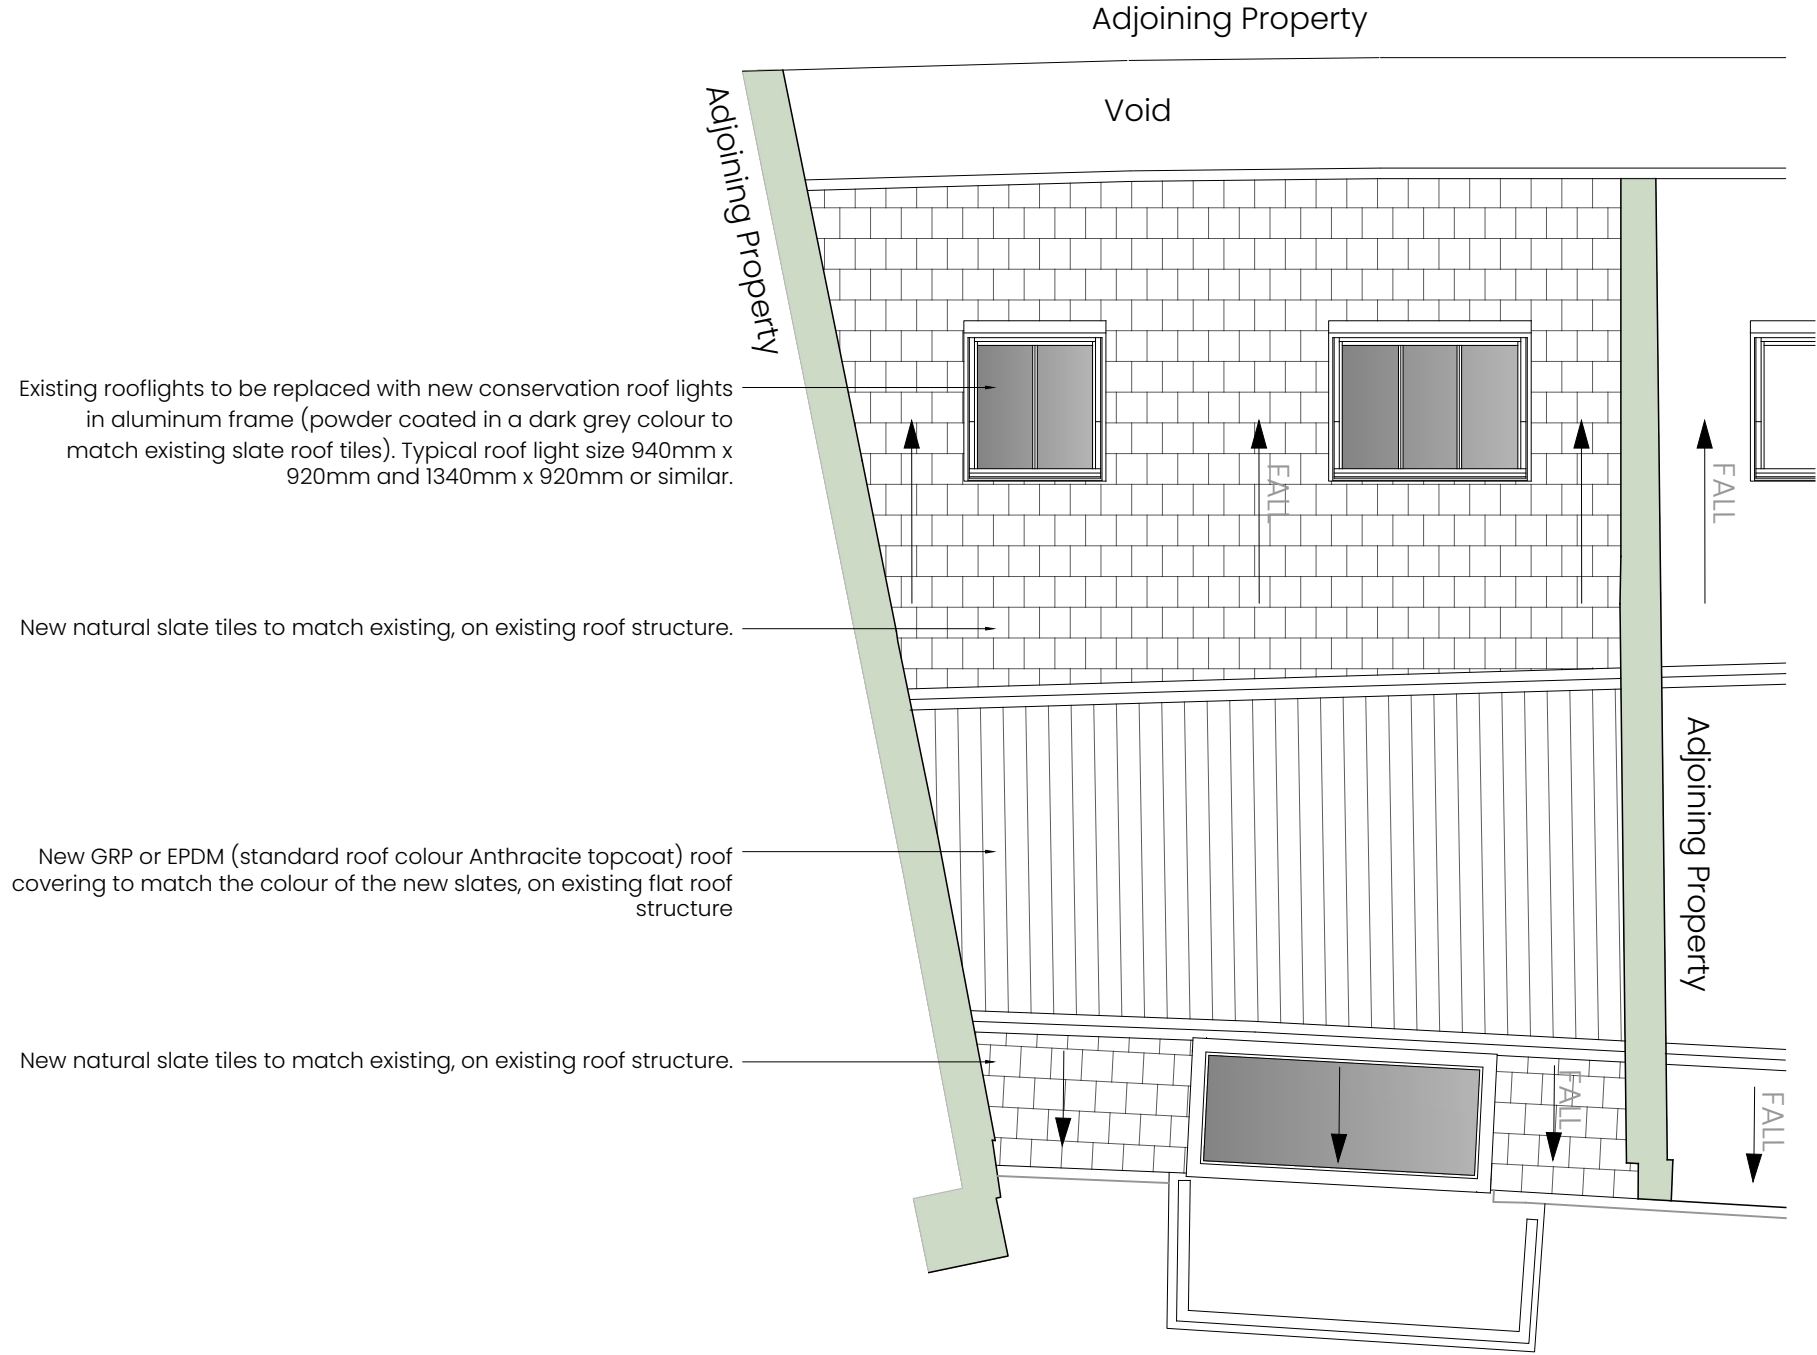 Adjoining Property
Void
Adjoining Property
Existing rooflights to be replaced with new conservation roof lights
in aluminum frame (powder coated in a dark grey colour to
match existing slate roof tiles). Typical roof light size 940mm x
920mm and 1340mm x 920mm or similar.
FALL
FALL
New natural slate tiles to match existing, on existing roof structure.
Adjoining Property
New GRP or EPDM (standard roof colour Anthracite topcoat) roof
covering to match the colour of the new slates, on existing flat roof
structure
New natural slate tiles to match existing, on existing roof structure.
FALL
FALL